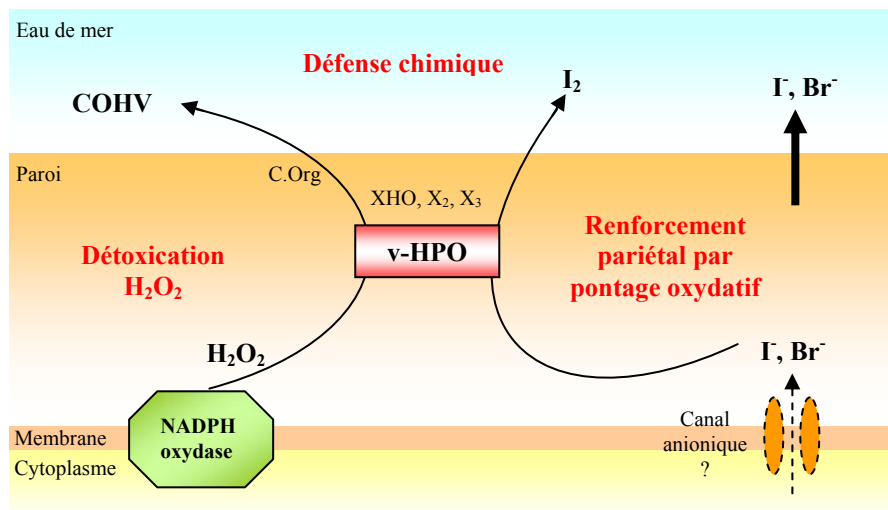 Eau de mer
Défense chimique
COHV
I₂
I⁻, Br⁻
Paroi
C.Org
XHO, X₂, X₃
v-HPO
Détoxication
H₂O₂
Renforcement
pariétal par
pontage oxydatif
H₂O₂
I⁻, Br⁻
NADPH
oxydase
Membrane
Cytoplasme
Canal
anionique
?